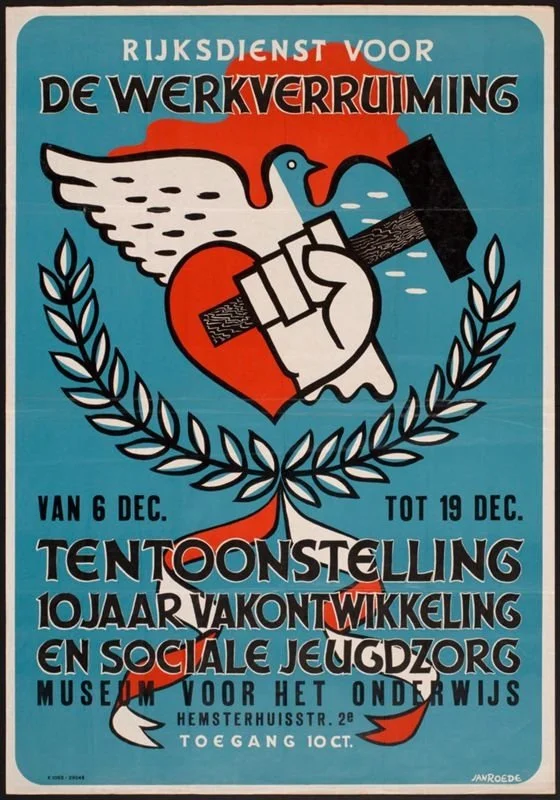 RIJKSDIENST VOOR
DE WERKVERRUIMING
VAN 6 DEC. TOT 19 DEC.
TENTOONSTELLING
10 JAAR VAKONTWIKKELING
EN SOCIALE JEUGDZORG
MUSEUM VOOR HET ONDERWIJS
HEMSTERHUISSTR. 2e
TOEGANG 10 CT.
JAN ROEDE